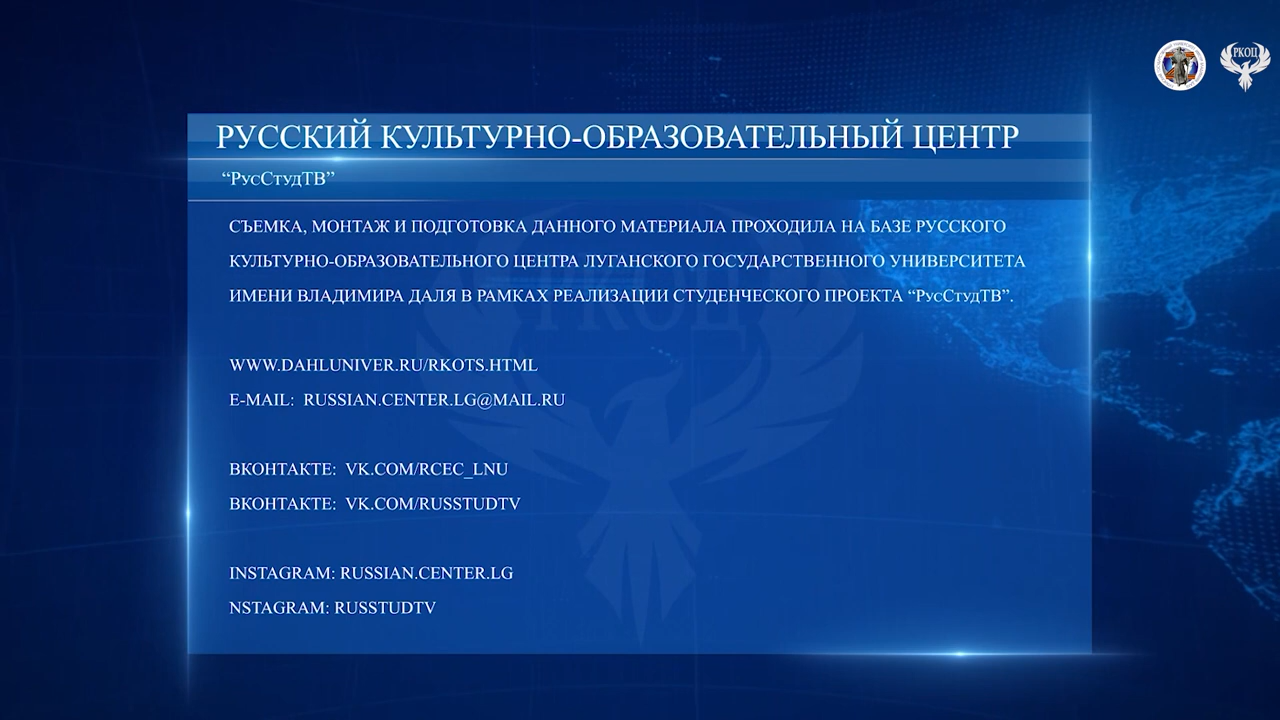 РКОЦ
РУССКИЙ КУЛЬТУРНО-ОБРАЗОВАТЕЛЬНЫЙ ЦЕНТР
“РусСтудТВ”
СЪЕМКА, МОНТАЖ И ПОДГОТОВКА ДАННОГО МАТЕРИАЛА ПРОХОДИЛА НА БАЗЕ РУССКОГО
КУЛЬТУРНО-ОБРАЗОВАТЕЛЬНОГО ЦЕНТРА ЛУГАНСКОГО ГОСУДАРСТВЕННОГО УНИВЕРСИТЕТА
ИМЕНИ ВЛАДИМИРА ДАЛЯ В РАМКАХ РЕАЛИЗАЦИИ СТУДЕНЧЕСКОГО ПРОЕКТА “РусСтудТВ”.
РКОЦ
WWW.DAHLUNIVER.RU/RKOTS.HTML
E-MAIL: RUSSIAN.CENTER.LG@MAIL.RU
ВКОНТАКТЕ: VK.COM/RCEC_LNU
ВКОНТАКТЕ: VK.COM/RUSSTUDTV
INSTAGRAM: RUSSIAN.CENTER.LG
NSTAGRAM: RUSSTUDTV